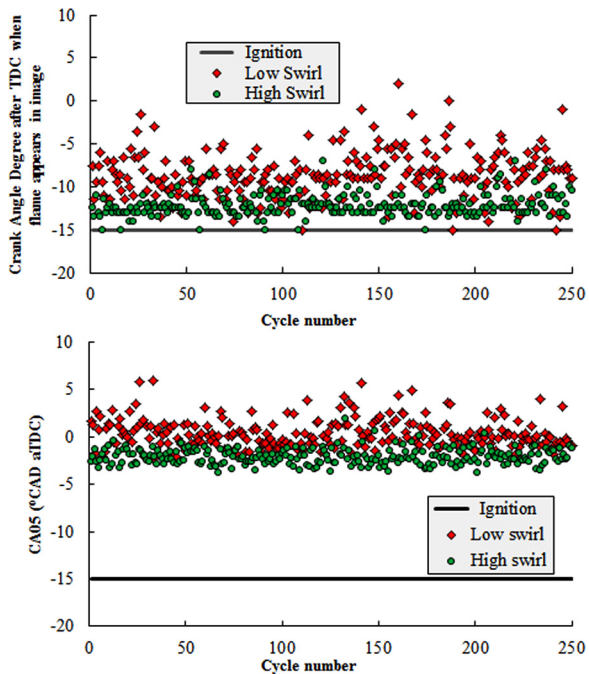 Crank Angle Degree after TDC when
flame appears in image
10
5
0
-5
-10
-15
-20
Ignition
Low Swirl
High Swirl
0
50
100
150
200
250
Cycle number
CA05 (ºCAD aTDC)
10
5
0
-5
-10
-15
-20
Ignition
Low swirl
High swirl
0
50
100
150
200
250
Cycle number